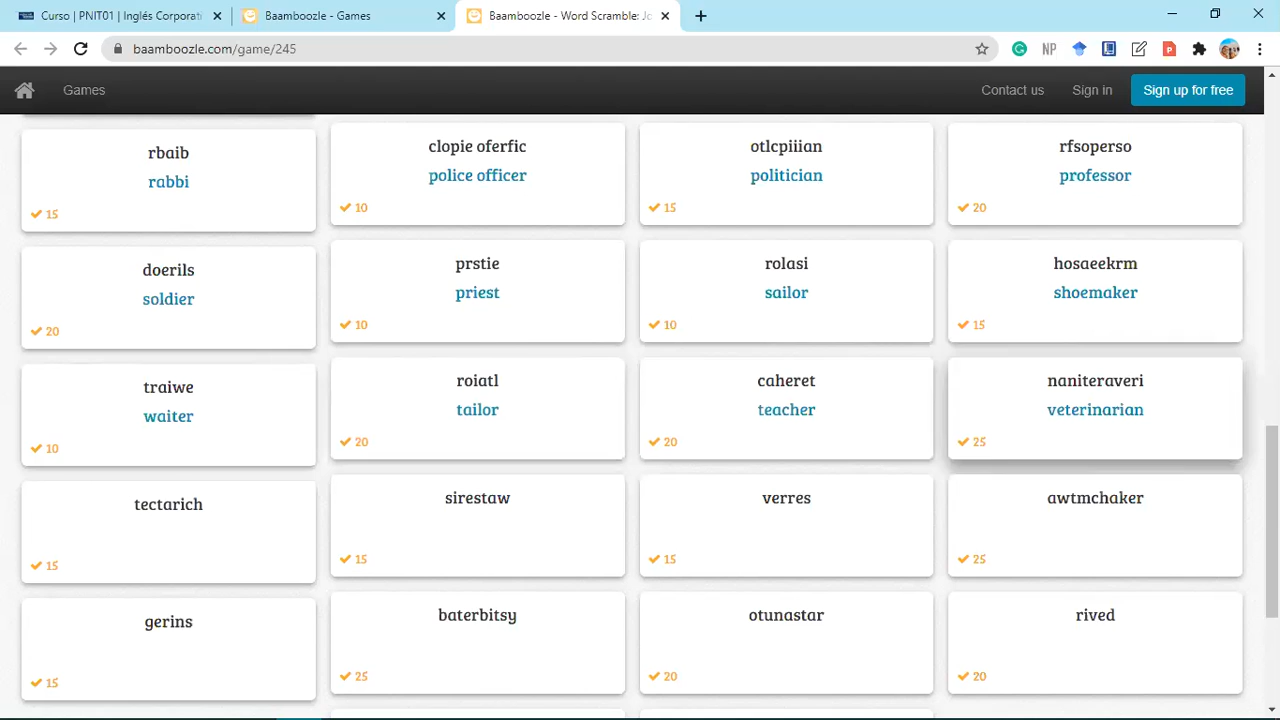 Curso | PNIT01 | Inglés Corporati
Baamboozle - Games
Baamboozle - Word Scramble: Jo
baamboozle.com/game/245
NP
Games
Contact us
Sign in
Sign up for free
rbaib
rabbi
15
clopie oferfic
police officer
10
otlcpiiian
politician
15
rfsoperso
professor
20
doerils
soldier
20
prstie
priest
10
rolasi
sailor
10
hosaeekrm
shoemaker
15
traiwe
waiter
10
roiatl
tailor
20
caheret
teacher
20
naniteraveri
veterinarian
25
tectarich
15
sirestaw
15
verres
15
awtmchaker
25
gerins
15
baterbitsy
25
otunastar
20
rived
20